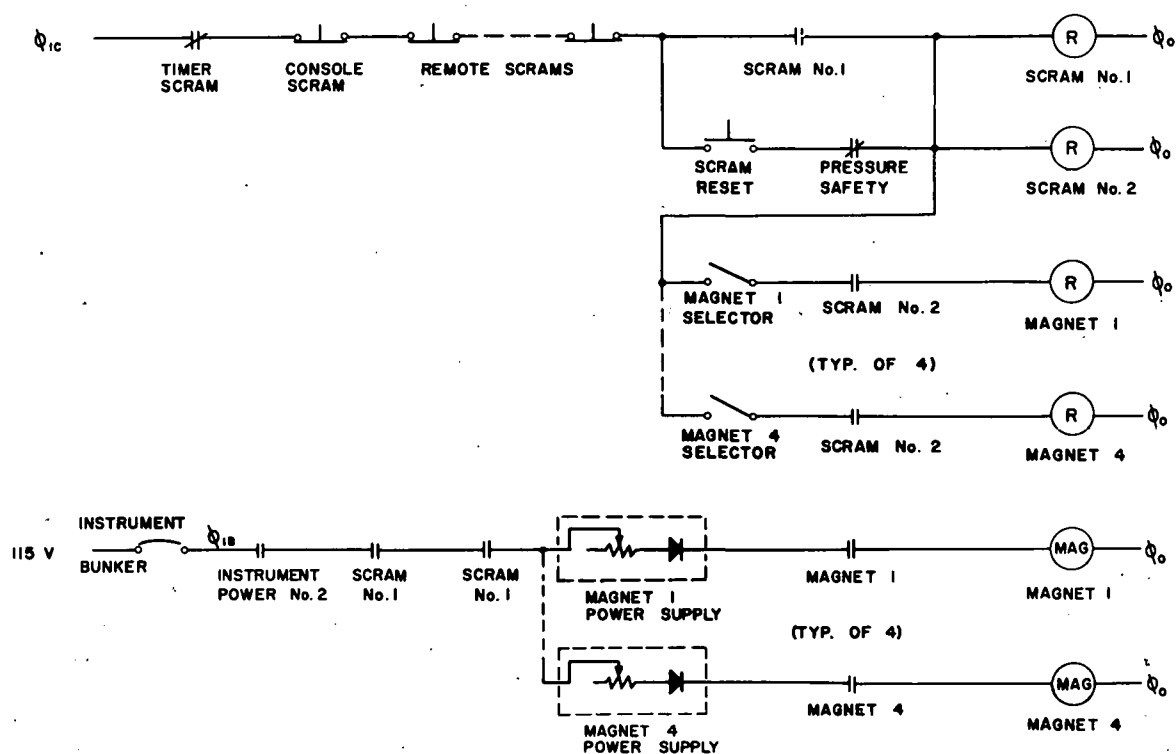 ϕ1C
TIMER
SCRAM
CONSOLE
SCRAM
REMOTE SCRAMS
SCRAM No.1
R
ϕ0
SCRAM No.1
SCRAM
RESET
PRESSURE
SAFETY
R
ϕ0
SCRAM No. 2
MAGNET 1
SELECTOR
SCRAM No. 2
R
ϕ0
MAGNET 1
(TYP. OF 4)
MAGNET 4
SELECTOR
SCRAM No. 2
R
ϕ0
MAGNET 4
115 V
INSTRUMENT
BUNKER
ϕ1B
INSTRUMENT
POWER No. 2
SCRAM
No.1
SCRAM
No.1
MAGNET 1
POWER SUPPLY
MAGNET 1
MAG
ϕ0
MAGNET 1
(TYP. OF 4)
MAGNET 4
POWER SUPPLY
MAGNET 4
MAG
ϕ0
MAGNET 4